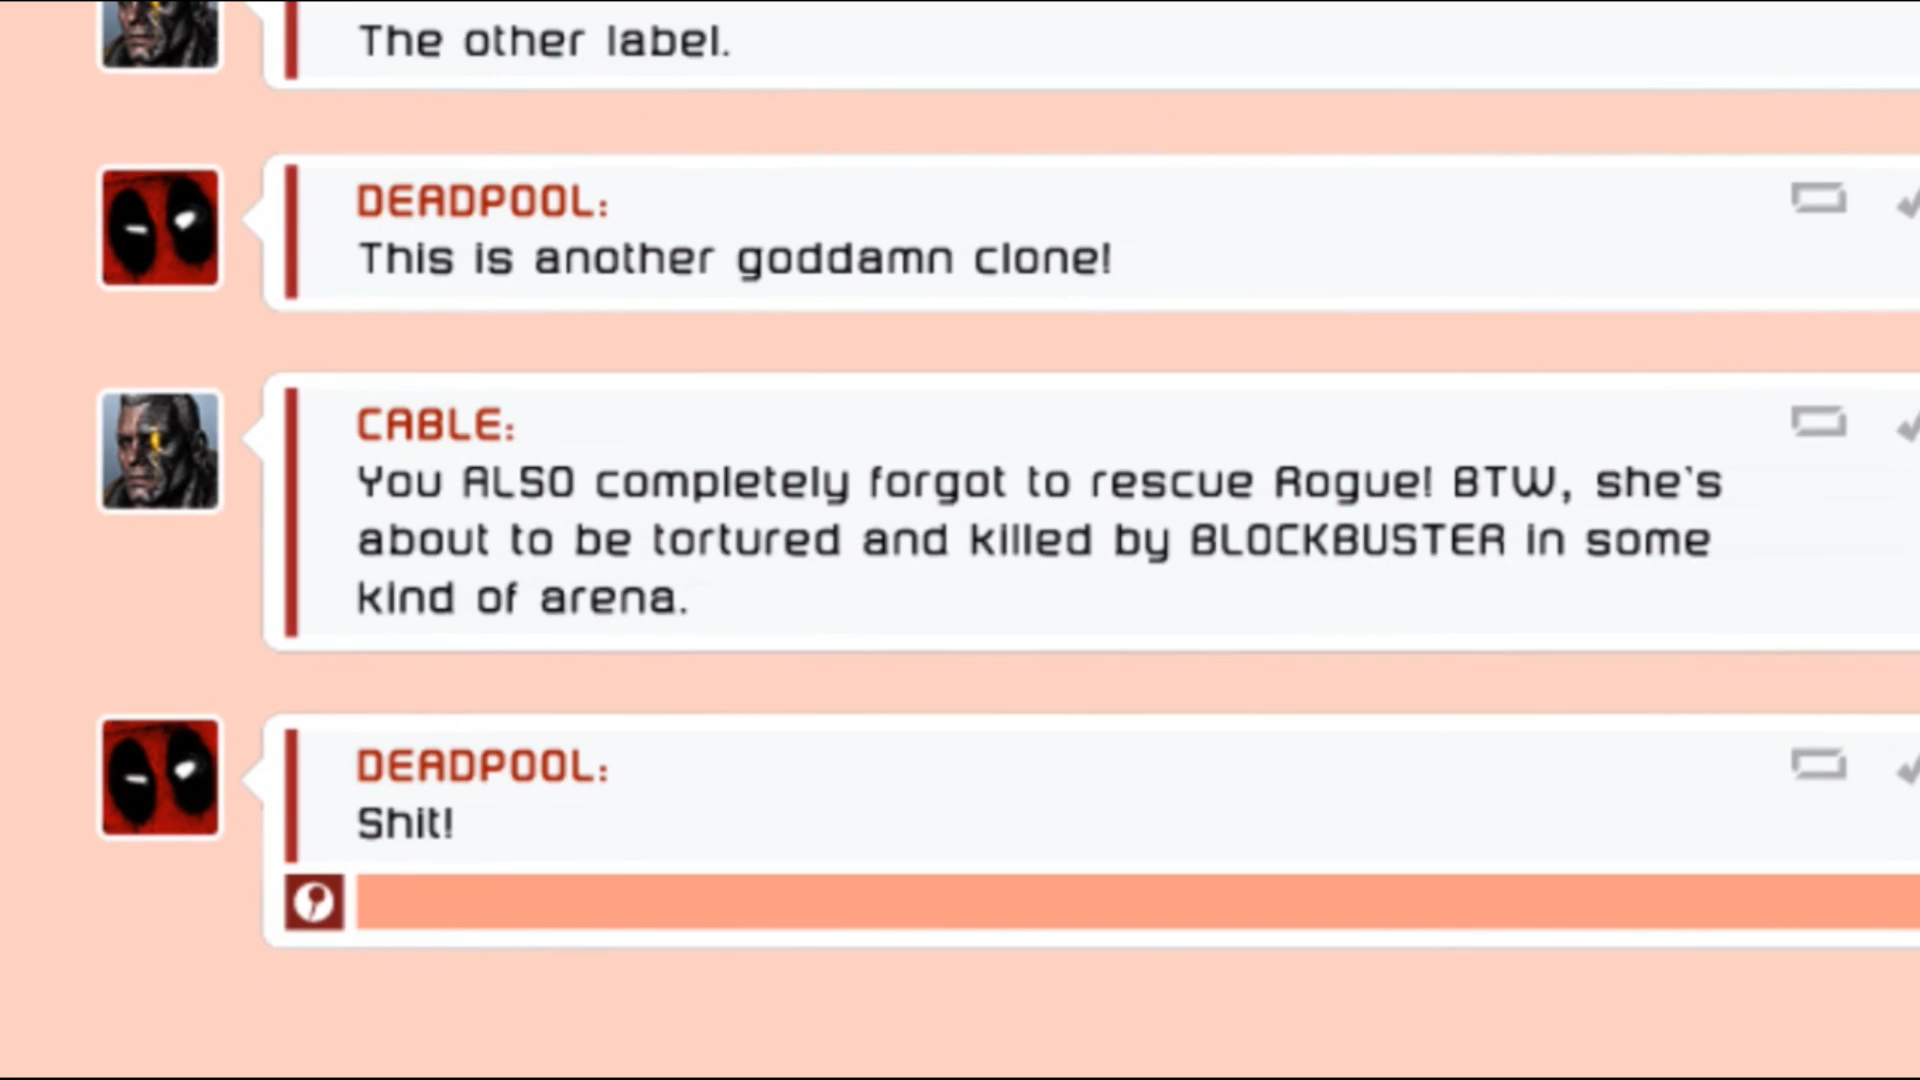 The other label.
DEADPOOL:
This is another goddamn clone!
CABLE:
You ALSO completely forgot to rescue Rogue! BTW, she's
about to be tortured and killed by BLOCKBUSTER in some
kind of arena.
DEADPOOL:
Shit!